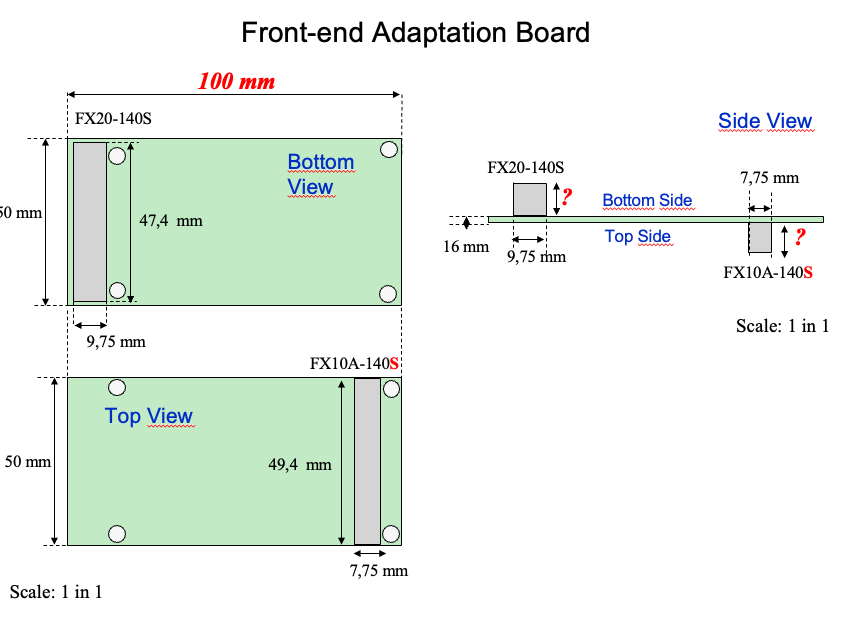 Front-end Adaptation Board
100 mm
FX20-140S
Bottom
View
50 mm
47,4 mm
9,75 mm
FX10A-140S
Top View
50 mm
49,4 mm
7,75 mm
Scale: 1 in 1
Side View
FX20-140S
7,75 mm
?
Bottom Side
16 mm
Top Side
?
9,75 mm
FX10A-140S
Scale: 1 in 1